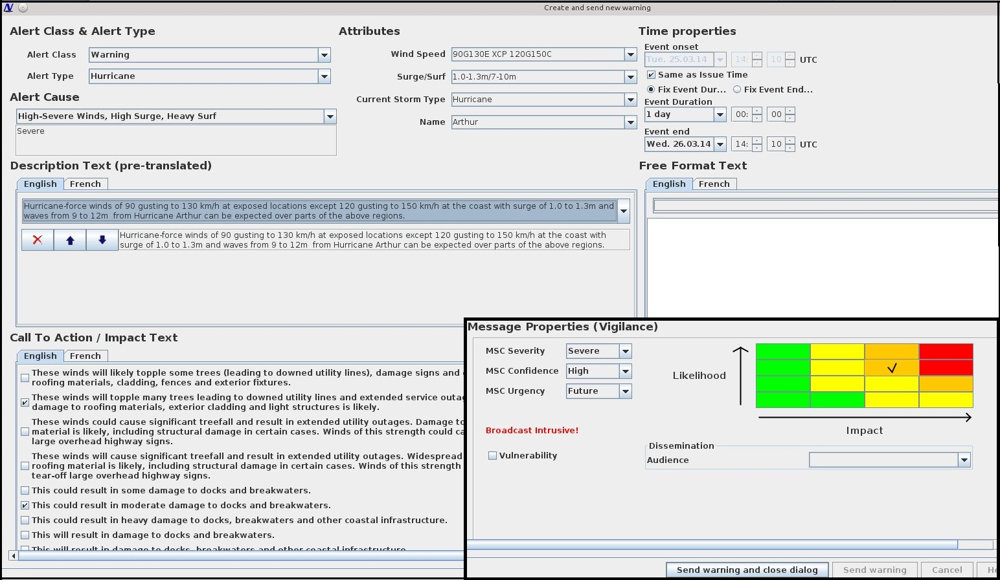 Create and send new warning
Alert Class & Alert Type
Alert Class
Warning
Alert Type
Hurricane
Alert Cause
High-Severe Winds, High Surge, Heavy Surf
Severe
Attributes
Wind Speed
90G130E XCP 120G150C
Surge/Surf
1.0-1.3m/7-10m
Current Storm Type
Hurricane
Name
Arthur
Time properties
Event onset
Tue. 25.03.14
14:
10
UTC
Same as Issue Time
Fix Event Dur...
Fix Event End...
Event Duration
1 day
00:
00
Event end
Wed. 26.03.14
14:
10
UTC
Description Text (pre-translated)
English
French
Hurricane-force winds of 90 gusting to 130 km/h at exposed locations except 120 gusting to 150 km/h at the coast with surge of 1.0 to 1.3m and
waves from 9 to 12m  from Hurricane Arthur can be expected over parts of the above regions.
Hurricane-force winds of 90 gusting to 130 km/h at exposed locations except 120 gusting to 150 km/h at the coast with
surge of 1.0 to 1.3m and waves from 9 to 12m  from Hurricane Arthur can be expected over parts of the above regions.
Free Format Text
English
French
Call To Action / Impact Text
English
French
These winds will likely topple some trees (leading to downed utility lines), damage signs and
roofing materials, cladding, fences and exterior fixtures.
These winds will topple many trees leading to downed utility lines and extended service outa
damage to roofing materials, exterior cladding and light structures is likely.
These winds could cause significant treefall and result in extended utility outages. Damage to
material is likely, including structural damage in certain cases. Winds of this strength could ca
large overhead highway signs.
These winds will cause significant treefall and result in extended utility outages. Widespread
roofing material is likely, including structural damage in certain cases. Winds of this strength
tear-off large overhead highway signs.
This could result in some damage to docks and breakwaters.
This could result in moderate damage to docks and breakwaters.
This could result in heavy damage to docks, breakwaters and other coastal infrastructure.
This will result in damage to docks and breakwaters.
This will result in damage to docks, breakwaters and other coastal infrastructure.
Message Properties (Vigilance)
MSC Severity
Severe
MSC Confidence
High
MSC Urgency
Future
Broadcast Intrusive!
Vulnerability
Likelihood
Impact
Dissemination
Audience
Send warning and close dialog
Send warning
Cancel
He